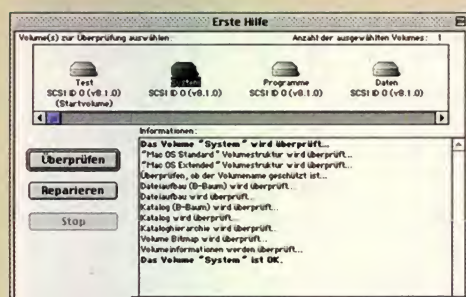 Erste Hilfe
Volume(s) zur Überprüfung auswählen:
Anzahl der ausgewählten Volumes: 1
Test
SCSI ID 0 (v8.1.0)
(Startvolume)
System
SCSI ID 0 (v8.1.0)
Programme
SCSI ID 0 (v8.1.0)
Daten
SCSI ID 0 (v8.1.0)
Informationen:
Überprüfen
Reparieren
Stop
Das Volume "System" wird überprüft...
"Mac OS Standard" Volumestruktur wird überprüft...
"Mac OS Extended" Volumestruktur wird überprüft...
Überprüfen, ob der Volumename geschützt ist...
Dateiaufbau (B-Baum) wird überprüft...
Dateiaufbau wird überprüft...
Katalog (B-Baum) wird überprüft...
Katalog wird überprüft...
Kataloghierarchie wird überprüft...
Volume Bitmap wird überprüft...
Volumeinformationen werden überprüft...
Das Volume "System" ist OK.